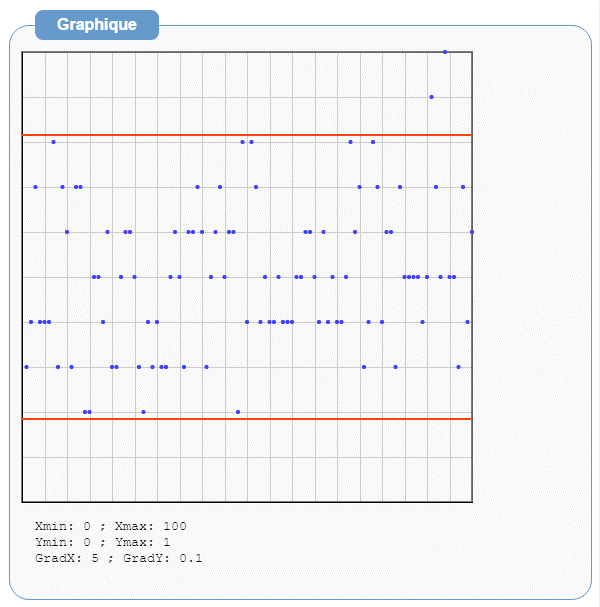 Graphique
Xmin: 0 ; Xmax: 100
Ymin: 0 ; Ymax: 1
GradX: 5 ; GradY: 0.1